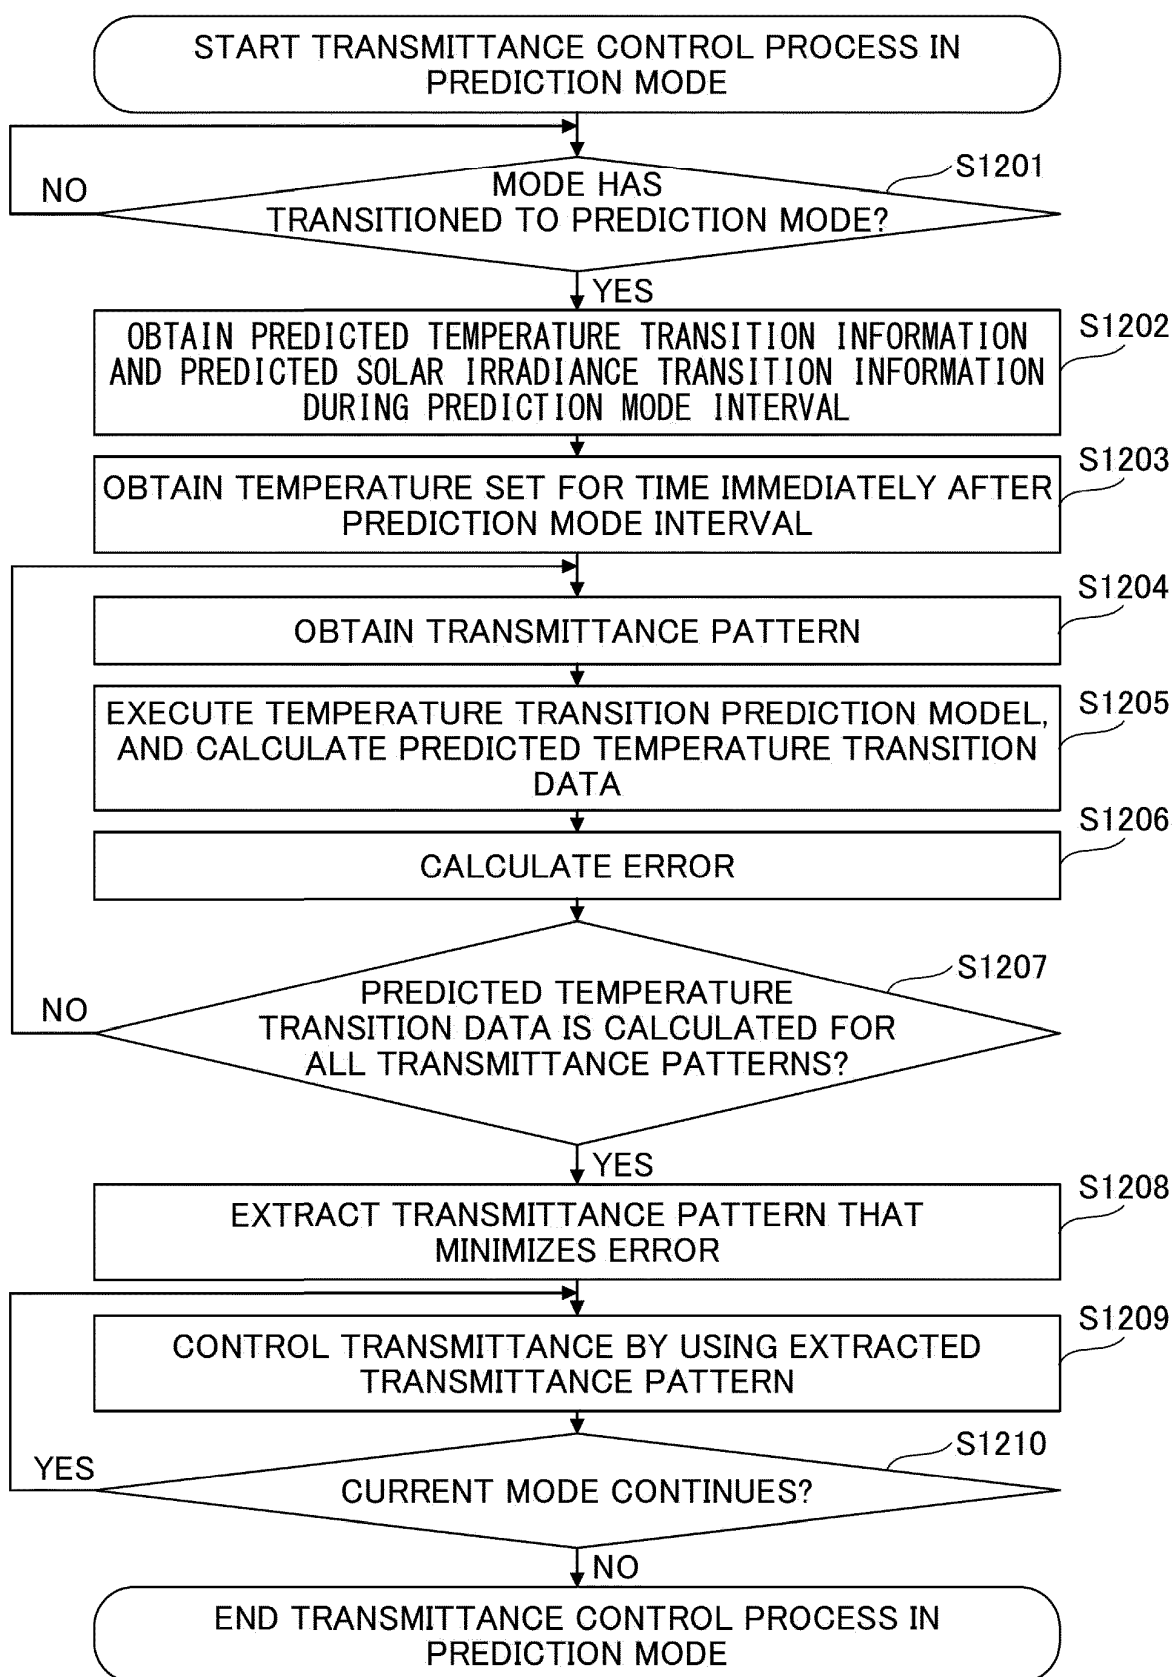 START TRANSMITTANCE CONTROL PROCESS IN
PREDICTION MODE
S1201
NO
MODE HAS
TRANSITIONED TO PREDICTION MODE?
YES
S1202
OBTAIN PREDICTED TEMPERATURE TRANSITION INFORMATION
AND PREDICTED SOLAR IRRADIANCE TRANSITION INFORMATION
DURING PREDICTION MODE INTERVAL
S1203
OBTAIN TEMPERATURE SET FOR TIME IMMEDIATELY AFTER
PREDICTION MODE INTERVAL
S1204
OBTAIN TRANSMITTANCE PATTERN
S1205
EXECUTE TEMPERATURE TRANSITION PREDICTION MODEL,
AND CALCULATE PREDICTED TEMPERATURE TRANSITION
DATA
S1206
CALCULATE ERROR
S1207
NO
PREDICTED TEMPERATURE
TRANSITION DATA IS CALCULATED FOR
ALL TRANSMITTANCE PATTERNS?
YES
S1208
EXTRACT TRANSMITTANCE PATTERN THAT
MINIMIZES ERROR
S1209
CONTROL TRANSMITTANCE BY USING EXTRACTED
TRANSMITTANCE PATTERN
S1210
YES
CURRENT MODE CONTINUES?
NO
END TRANSMITTANCE CONTROL PROCESS IN
PREDICTION MODE